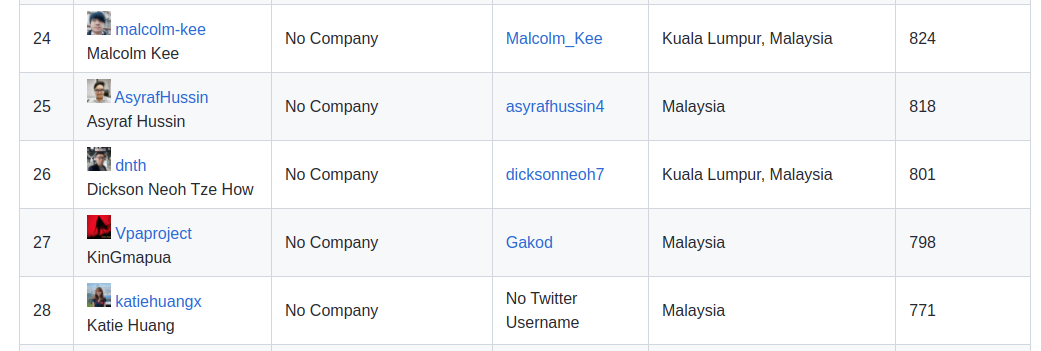 24 malcolm-kee No Company Malcolm_Kee Kuala Lumpur, Malaysia 824
Malcolm Kee
25 AsyrafHussin No Company asyrafhussin4 Malaysia 818
Asyraf Hussin
26 dnth No Company dicksonneoh7 Kuala Lumpur, Malaysia 801
Dickson Neoh Tze How
27 Vpaproject No Company Gakod Malaysia 798
KinGmapua
28 katiehuangx No Company No Twitter Malaysia 771
Katie Huang Username